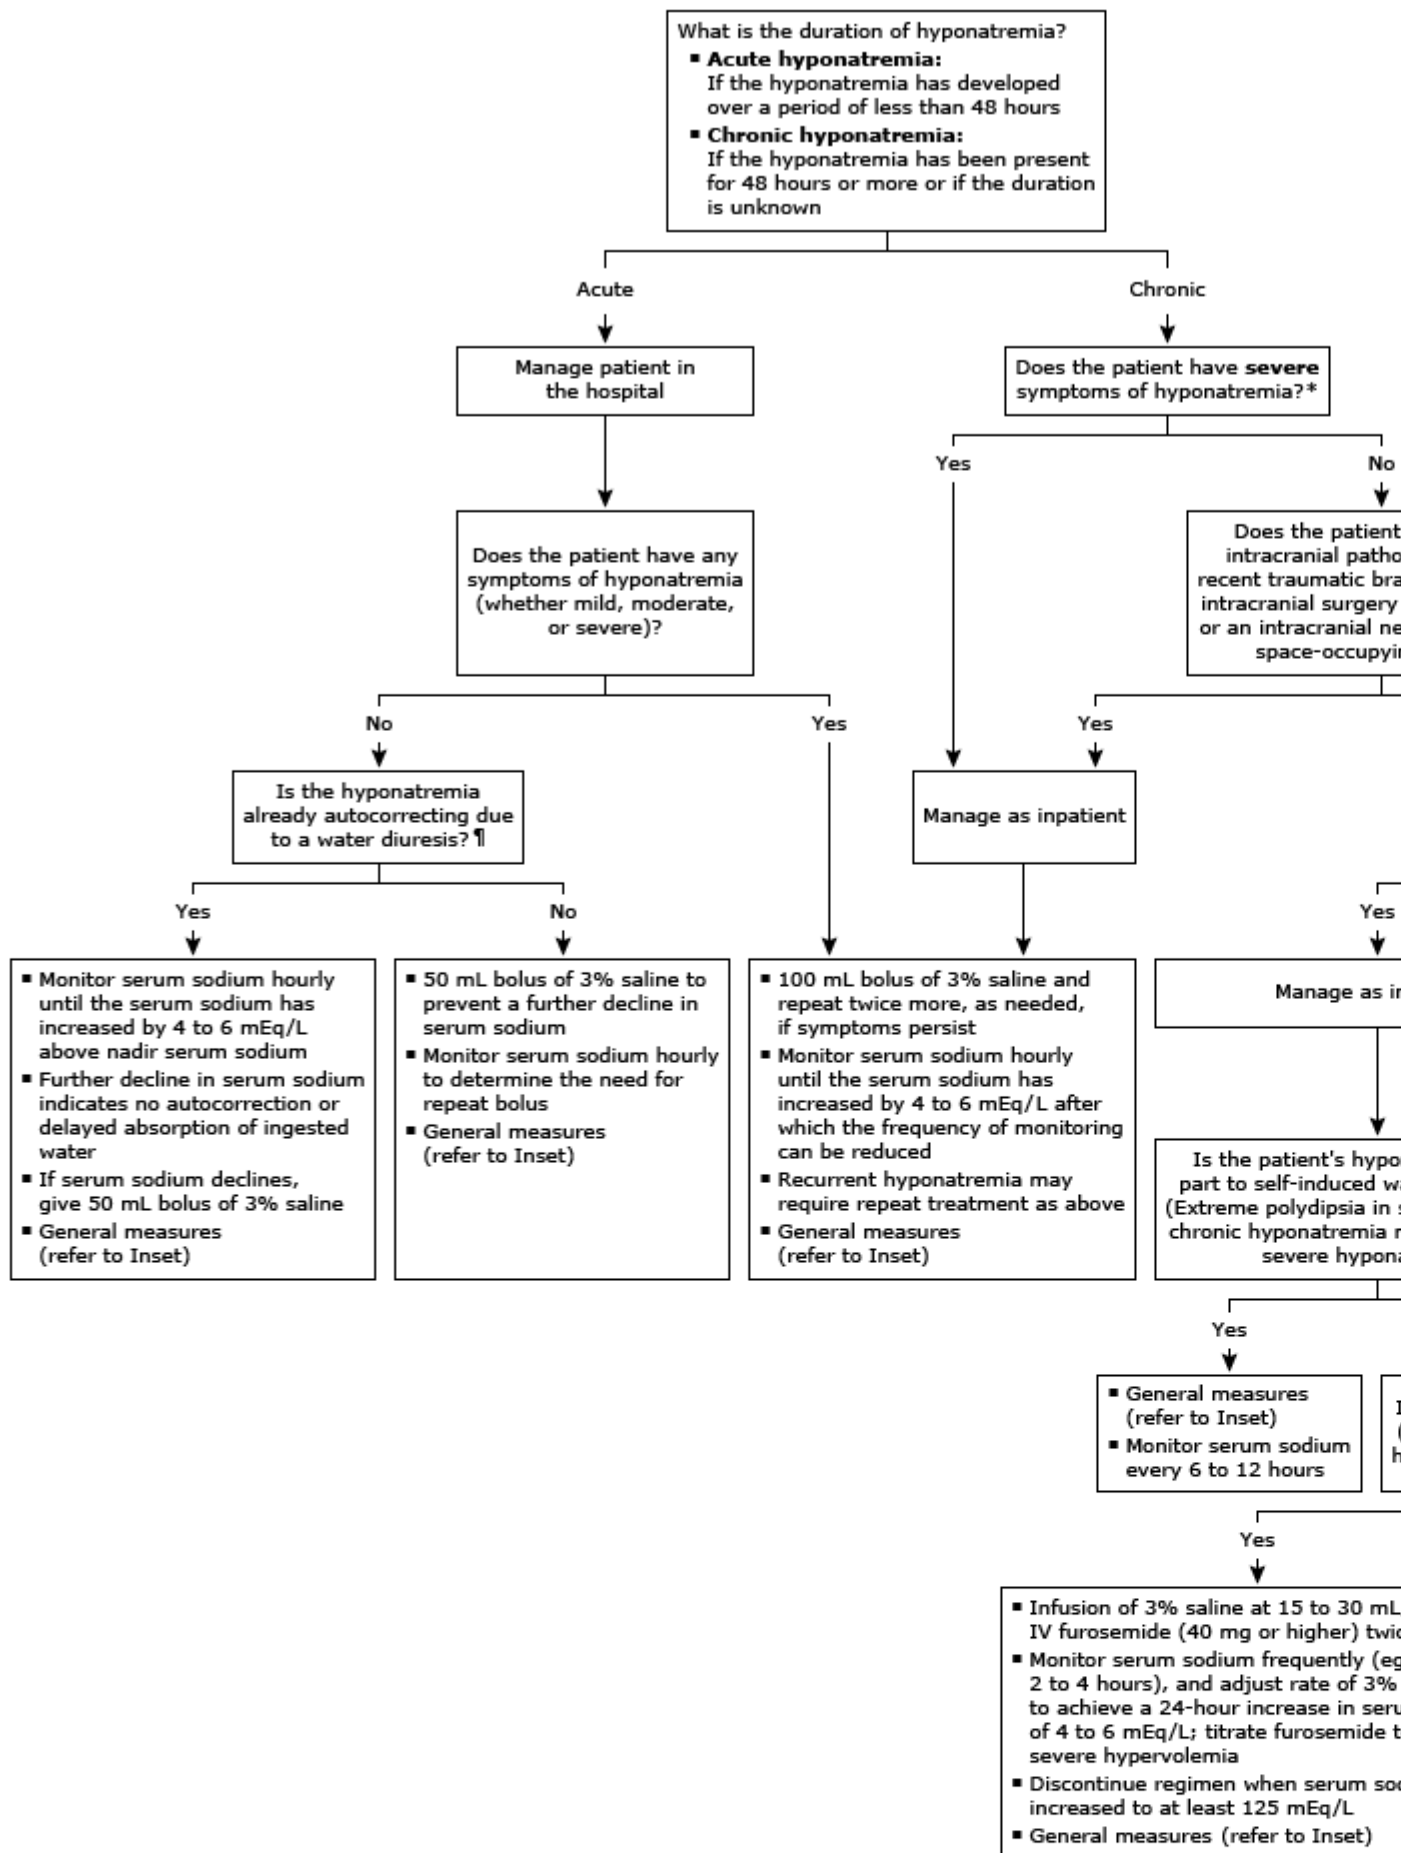 What is the duration of hyponatremia?
▪ Acute hyponatremia:
If the hyponatremia has developed
over a period of less than 48 hours
▪ Chronic hyponatremia:
If the hyponatremia has been present
for 48 hours or more or if the duration
is unknown
Acute
Chronic
Manage patient in
the hospital
Does the patient have severe
symptoms of hyponatremia?*
Yes
No
Does the patient have any
symptoms of hyponatremia
(whether mild, moderate,
or severe)?
Does the patient
intracranial patho
recent traumatic bra
intracranial surgery
or an intracranial ne
space-occupyi
No
Yes
Yes
Is the hyponatremia
already autocorrecting due
to a water diuresis?¶
Manage as inpatient
Yes
No
Yes
▪ Monitor serum sodium hourly
until the serum sodium has
increased by 4 to 6 mEq/L
above nadir serum sodium
▪ Further decline in serum sodium
indicates no autocorrection or
delayed absorption of ingested
water
▪ If serum sodium declines,
give 50 mL bolus of 3% saline
▪ General measures
(refer to Inset)
▪ 50 mL bolus of 3% saline to
prevent a further decline in
serum sodium
▪ Monitor serum sodium hourly
to determine the need for
repeat bolus
▪ General measures
(refer to Inset)
▪ 100 mL bolus of 3% saline and
repeat twice more, as needed,
if symptoms persist
▪ Monitor serum sodium hourly
until the serum sodium has
increased by 4 to 6 mEq/L after
which the frequency of monitoring
can be reduced
▪ Recurrent hyponatremia may
require repeat treatment as above
▪ General measures
(refer to Inset)
Manage as i
Is the patient's hypo
part to self-induced w
(Extreme polydipsia in s
chronic hyponatremia
severe hypon
Yes
▪ General measures
(refer to Inset)
▪ Monitor serum sodium
every 6 to 12 hours
Yes
▪ Infusion of 3% saline at 15 to 30 mL
IV furosemide (40 mg or higher) twi
▪ Monitor serum sodium frequently (eg
2 to 4 hours), and adjust rate of 3%
to achieve a 24-hour increase in ser
of 4 to 6 mEq/L; titrate furosemide t
severe hypervolemia
▪ Discontinue regimen when serum so
increased to at least 125 mEq/L
▪ General measures (refer to Inset)